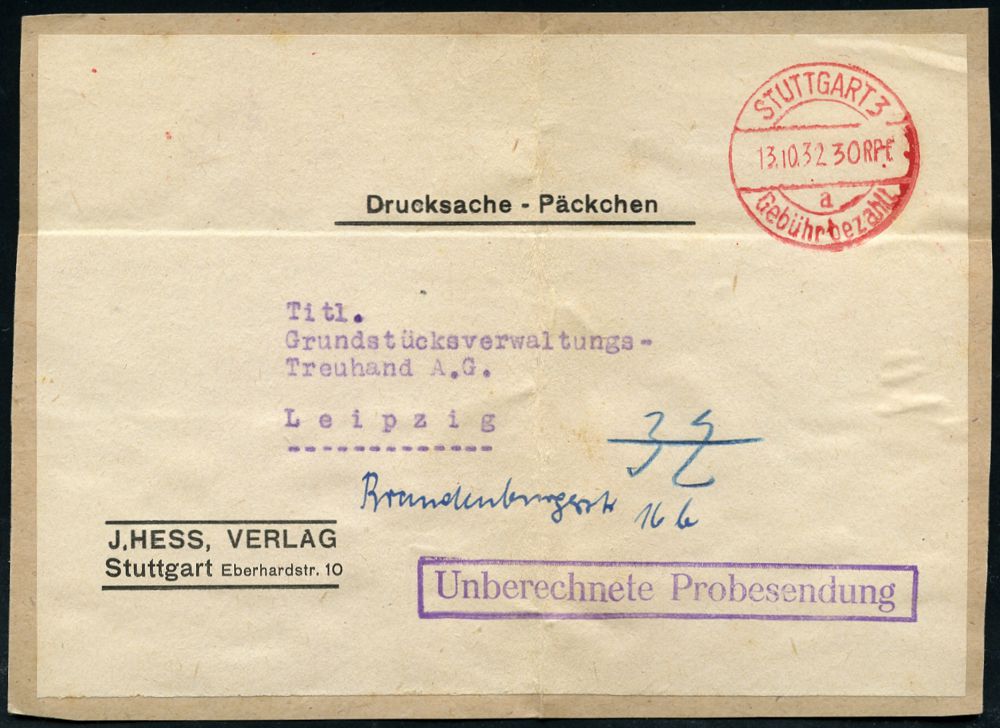 STUTTGART 3
13.10.32 30 RPf
a
Gebühr bezahlt
Drucksache - Päckchen
Titl.
Grundstücksverwaltungs-
Treuhand A.G.
Leipzig
-------------
32
Brandenburgerstr 16 b
J. HESS, VERLAG
Stuttgart Eberhardstr. 10
Unberechnete Probesendung